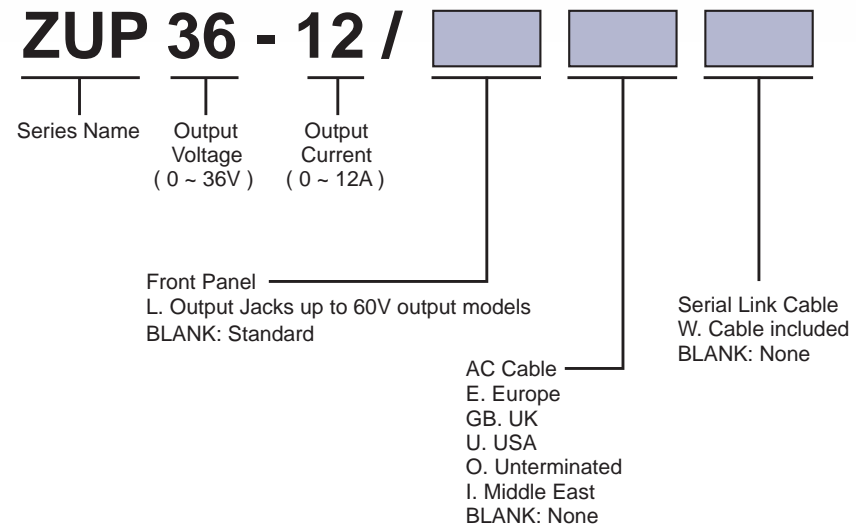 ZUP 36 - 12 /
Series Name
Output
Voltage
( 0 ~ 36V )
Output
Current
( 0 ~ 12A )
Front Panel
L. Output Jacks up to 60V output models
BLANK: Standard
AC Cable
E. Europe
GB. UK
U. USA
O. Unterminated
I. Middle East
BLANK: None
Serial Link Cable
W. Cable included
BLANK: None